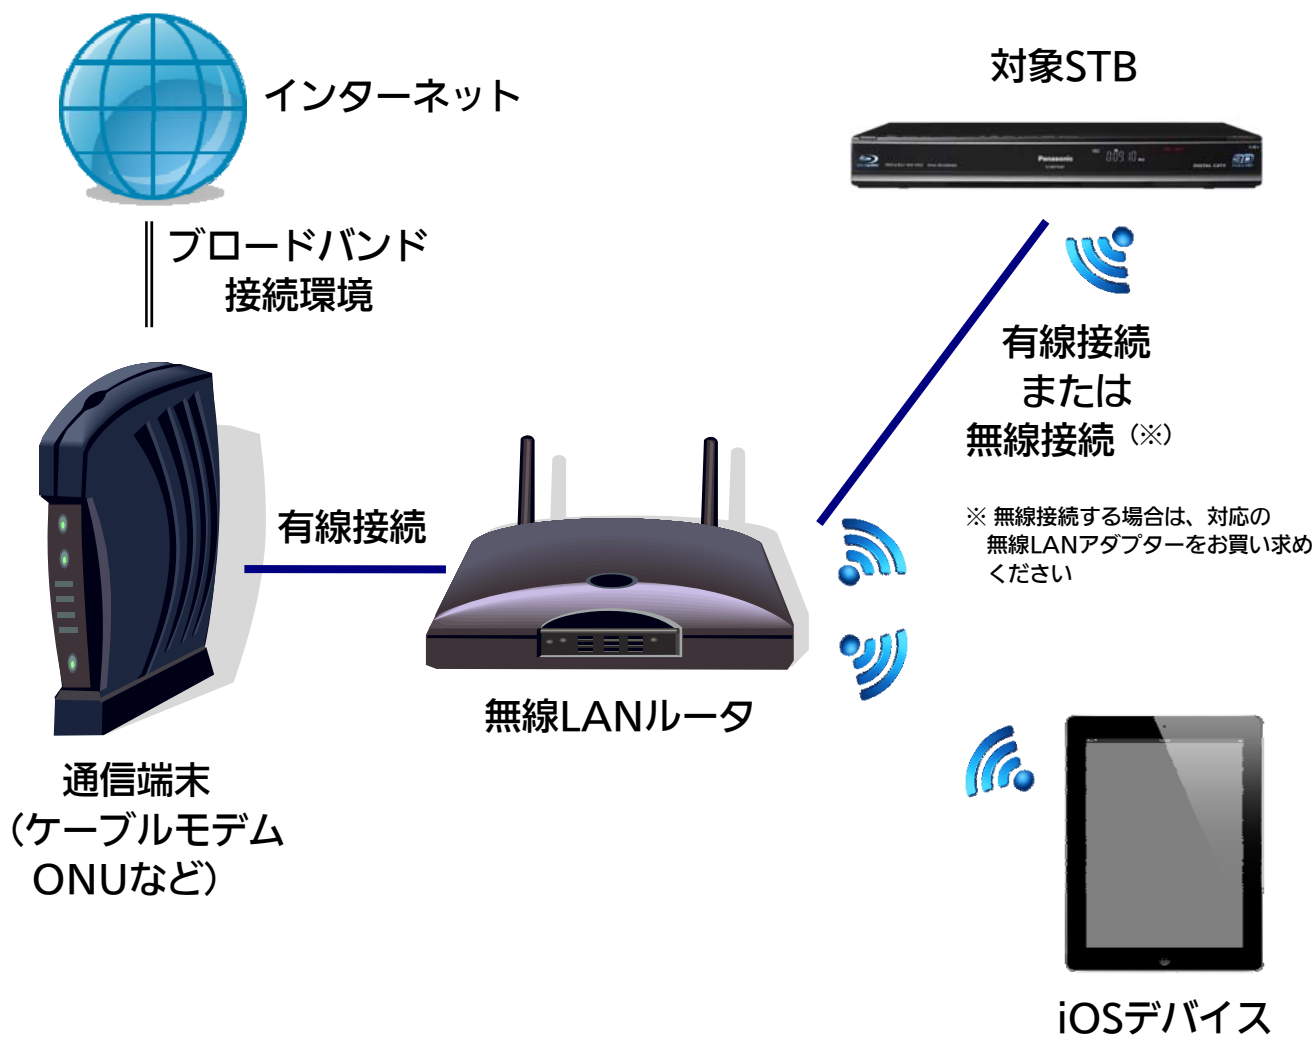 インターネット
対象STB
Panasonic
DIGITAL CATV
ブロードバンド
接続環境
有線接続
または
無線接続（※）
※ 無線接続する場合は、対応の
無線LANアダプターをお買い求め
ください
有線接続
無線LANルータ
通信端末
（ケーブルモデム
ONUなど）
iOSデバイス